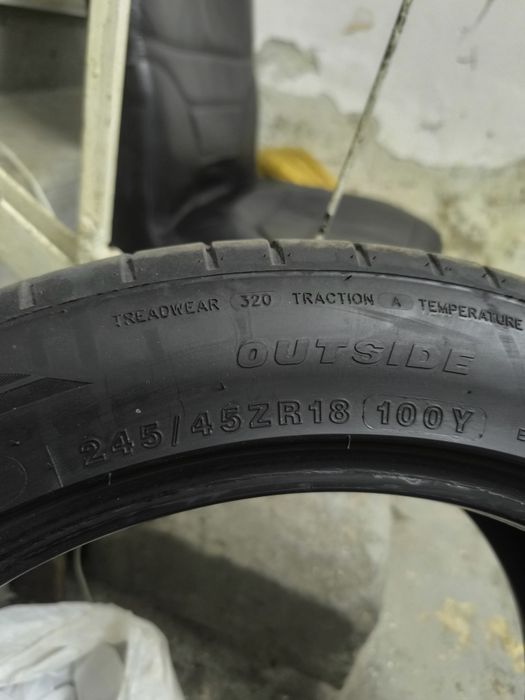 TREADWEAR 320 TRACTION A TEMPERATURE
OUTSIDE
245/45ZR18 100Y